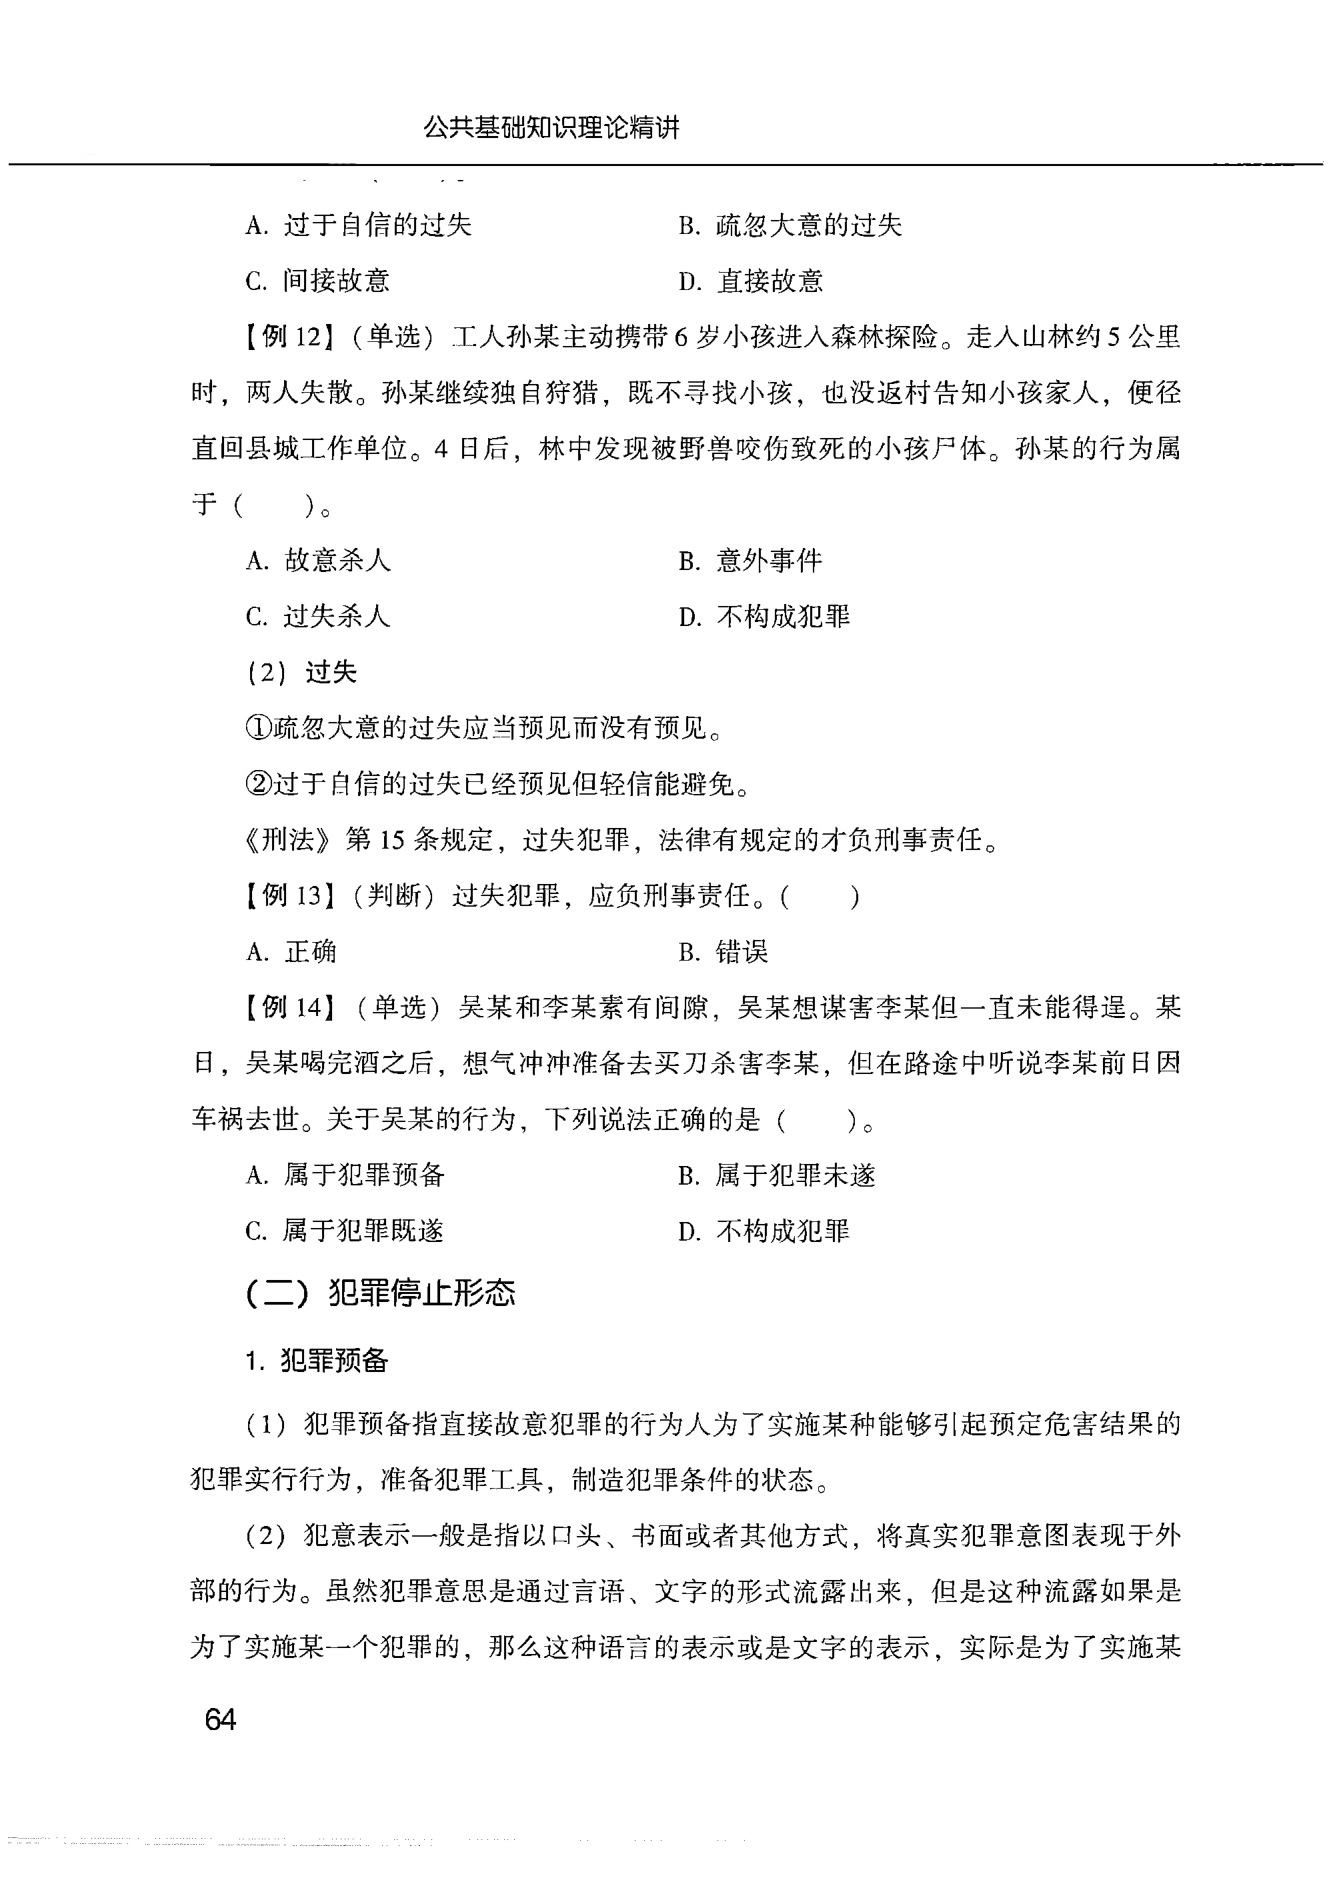 公共基础知识理论精讲
A. 过于自信的过失 B. 疏忽大意的过失
C. 间接故意 D. 直接故意
【例 12】（单选）工人孙某主动携带 6 岁小孩进入森林探险。走入山林约 5 公里
时，两人失散。孙某继续独自狩猎，既不寻找小孩，也没返村告知小孩家人，便径
直回县城工作单位。4 日后，林中发现被野兽咬伤致死的小孩尸体。孙某的行为属
于（　　）。
A. 故意杀人 B. 意外事件
C. 过失杀人 D. 不构成犯罪
（2）过失
①疏忽大意的过失应当预见而没有预见。
②过于自信的过失已经预见但轻信能避免。
《刑法》第 15 条规定，过失犯罪，法律有规定的才负刑事责任。
【例 13】（判断）过失犯罪，应负刑事责任。（　　）
A. 正确 B. 错误
【例 14】（单选）吴某和李某素有间隙，吴某想谋害李某但一直未能得逞。某
日，吴某喝完酒之后，想气冲冲准备去买刀杀害李某，但在路途中听说李某前日因
车祸去世。关于吴某的行为，下列说法正确的是（　　）。
A. 属于犯罪预备 B. 属于犯罪未遂
C. 属于犯罪既遂 D. 不构成犯罪
（二）犯罪停止形态
1. 犯罪预备
（1）犯罪预备指直接故意犯罪的行为人为了实施某种能够引起预定危害结果的
犯罪实行行为，准备犯罪工具，制造犯罪条件的状态。
（2）犯意表示一般是指以口头、书面或者其他方式，将真实犯罪意图表现于外
部的行为。虽然犯罪意思是通过言语、文字的形式流露出来，但是这种流露如果是
为了实施某一个犯罪的，那么这种语言的表示或是文字的表示，实际是为了实施某
64